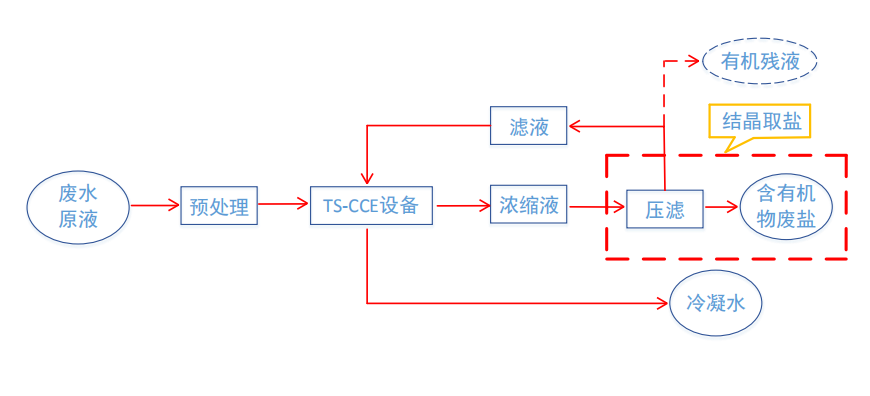 有机残液
结晶取盐
滤液
废水
原液
预处理
TS-CCE设备
浓缩液
压滤
含有机
物废盐
冷凝水